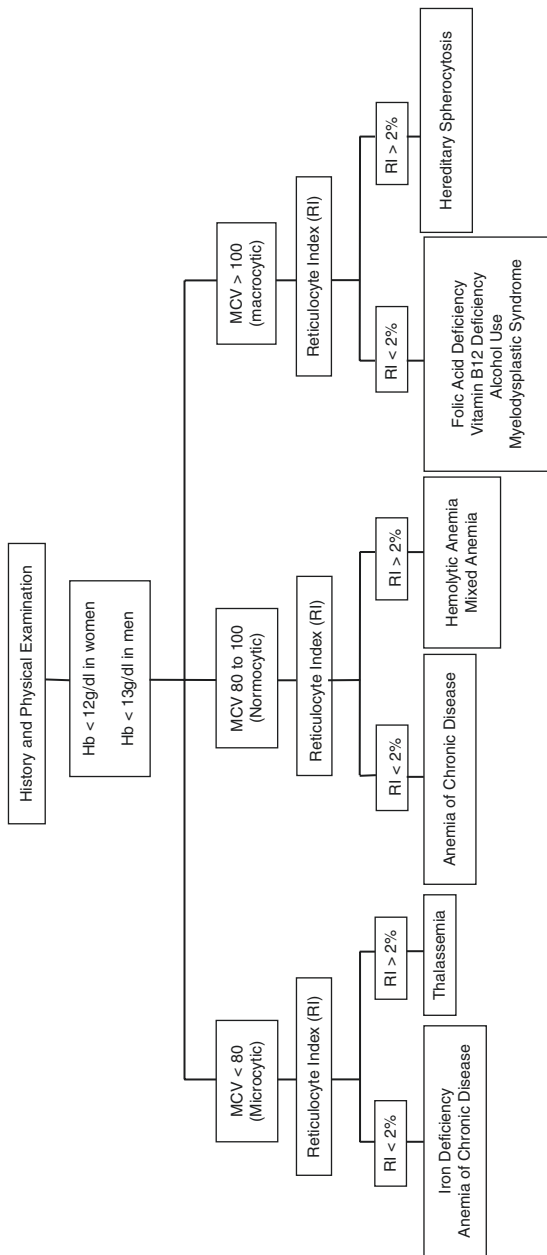 History and Physical Examination
Hb < 12g/dl in women
Hb < 13g/dl in men
MCV < 80
(Microcytic)
MCV 80 to 100
(Normocytic)
MCV > 100
(macrocytic)
Reticulocyte Index (RI)
Reticulocyte Index (RI)
Reticulocyte Index (RI)
RI < 2%
RI > 2%
RI < 2%
RI > 2%
RI < 2%
RI > 2%
Iron Deficiency
Anemia of Chronic Disease
Thalassemia
Anemia of Chronic Disease
Hemolytic Anemia
Mixed Anemia
Folic Acid Deficiency
Vitamin B12 Deficiency
Alcohol Use
Myelodysplastic Syndrome
Hereditary Spherocytosis